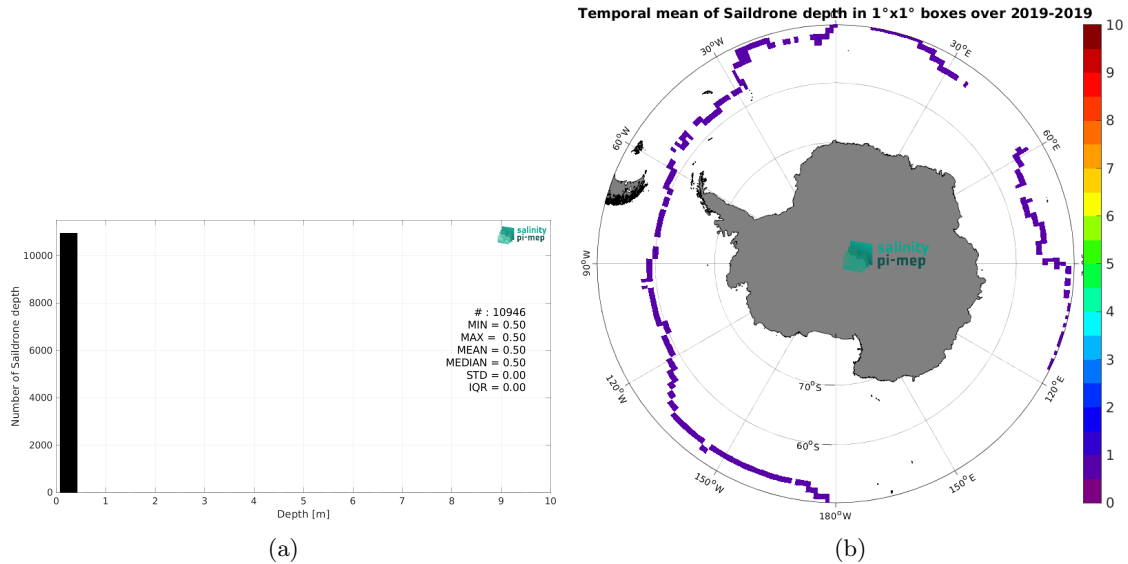 Temporal mean of Saildrone depth in 1°x1° boxes over 2019-2019
salinity
pi-mep
# : 10946
MIN = 0.50
MAX = 0.50
MEAN = 0.50
MEDIAN = 0.50
STD = 0.00
IQR = 0.00
10000
8000
6000
4000
2000
0
Number of Saildrone depth
0 1 2 3 4 5 6 7 8 9 10
Depth [m]
(a)
30°W
30°E
60°W
60°E
90°W
salinity
pi-mep
120°W
120°E
70°S
60°S
150°W
150°E
180°W
10
9
8
7
6
5
4
3
2
1
0
(b)